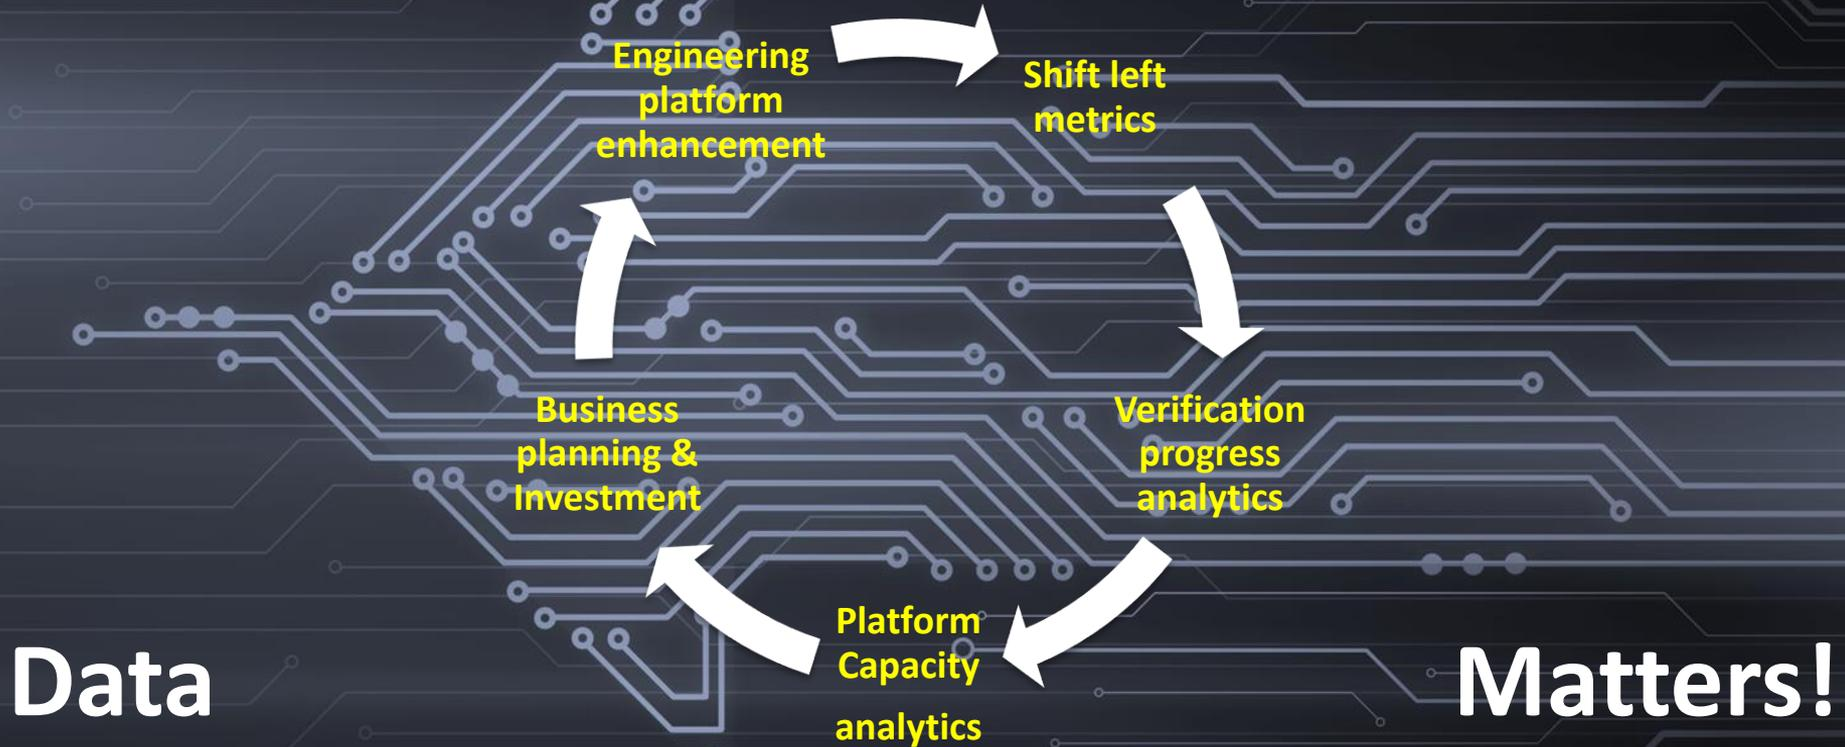 Engineering
platform
enhancement
Shift left
metrics
Business
planning &
Investment
Verification
progress
analytics
Platform
Capacity
analytics
Data
Matters!